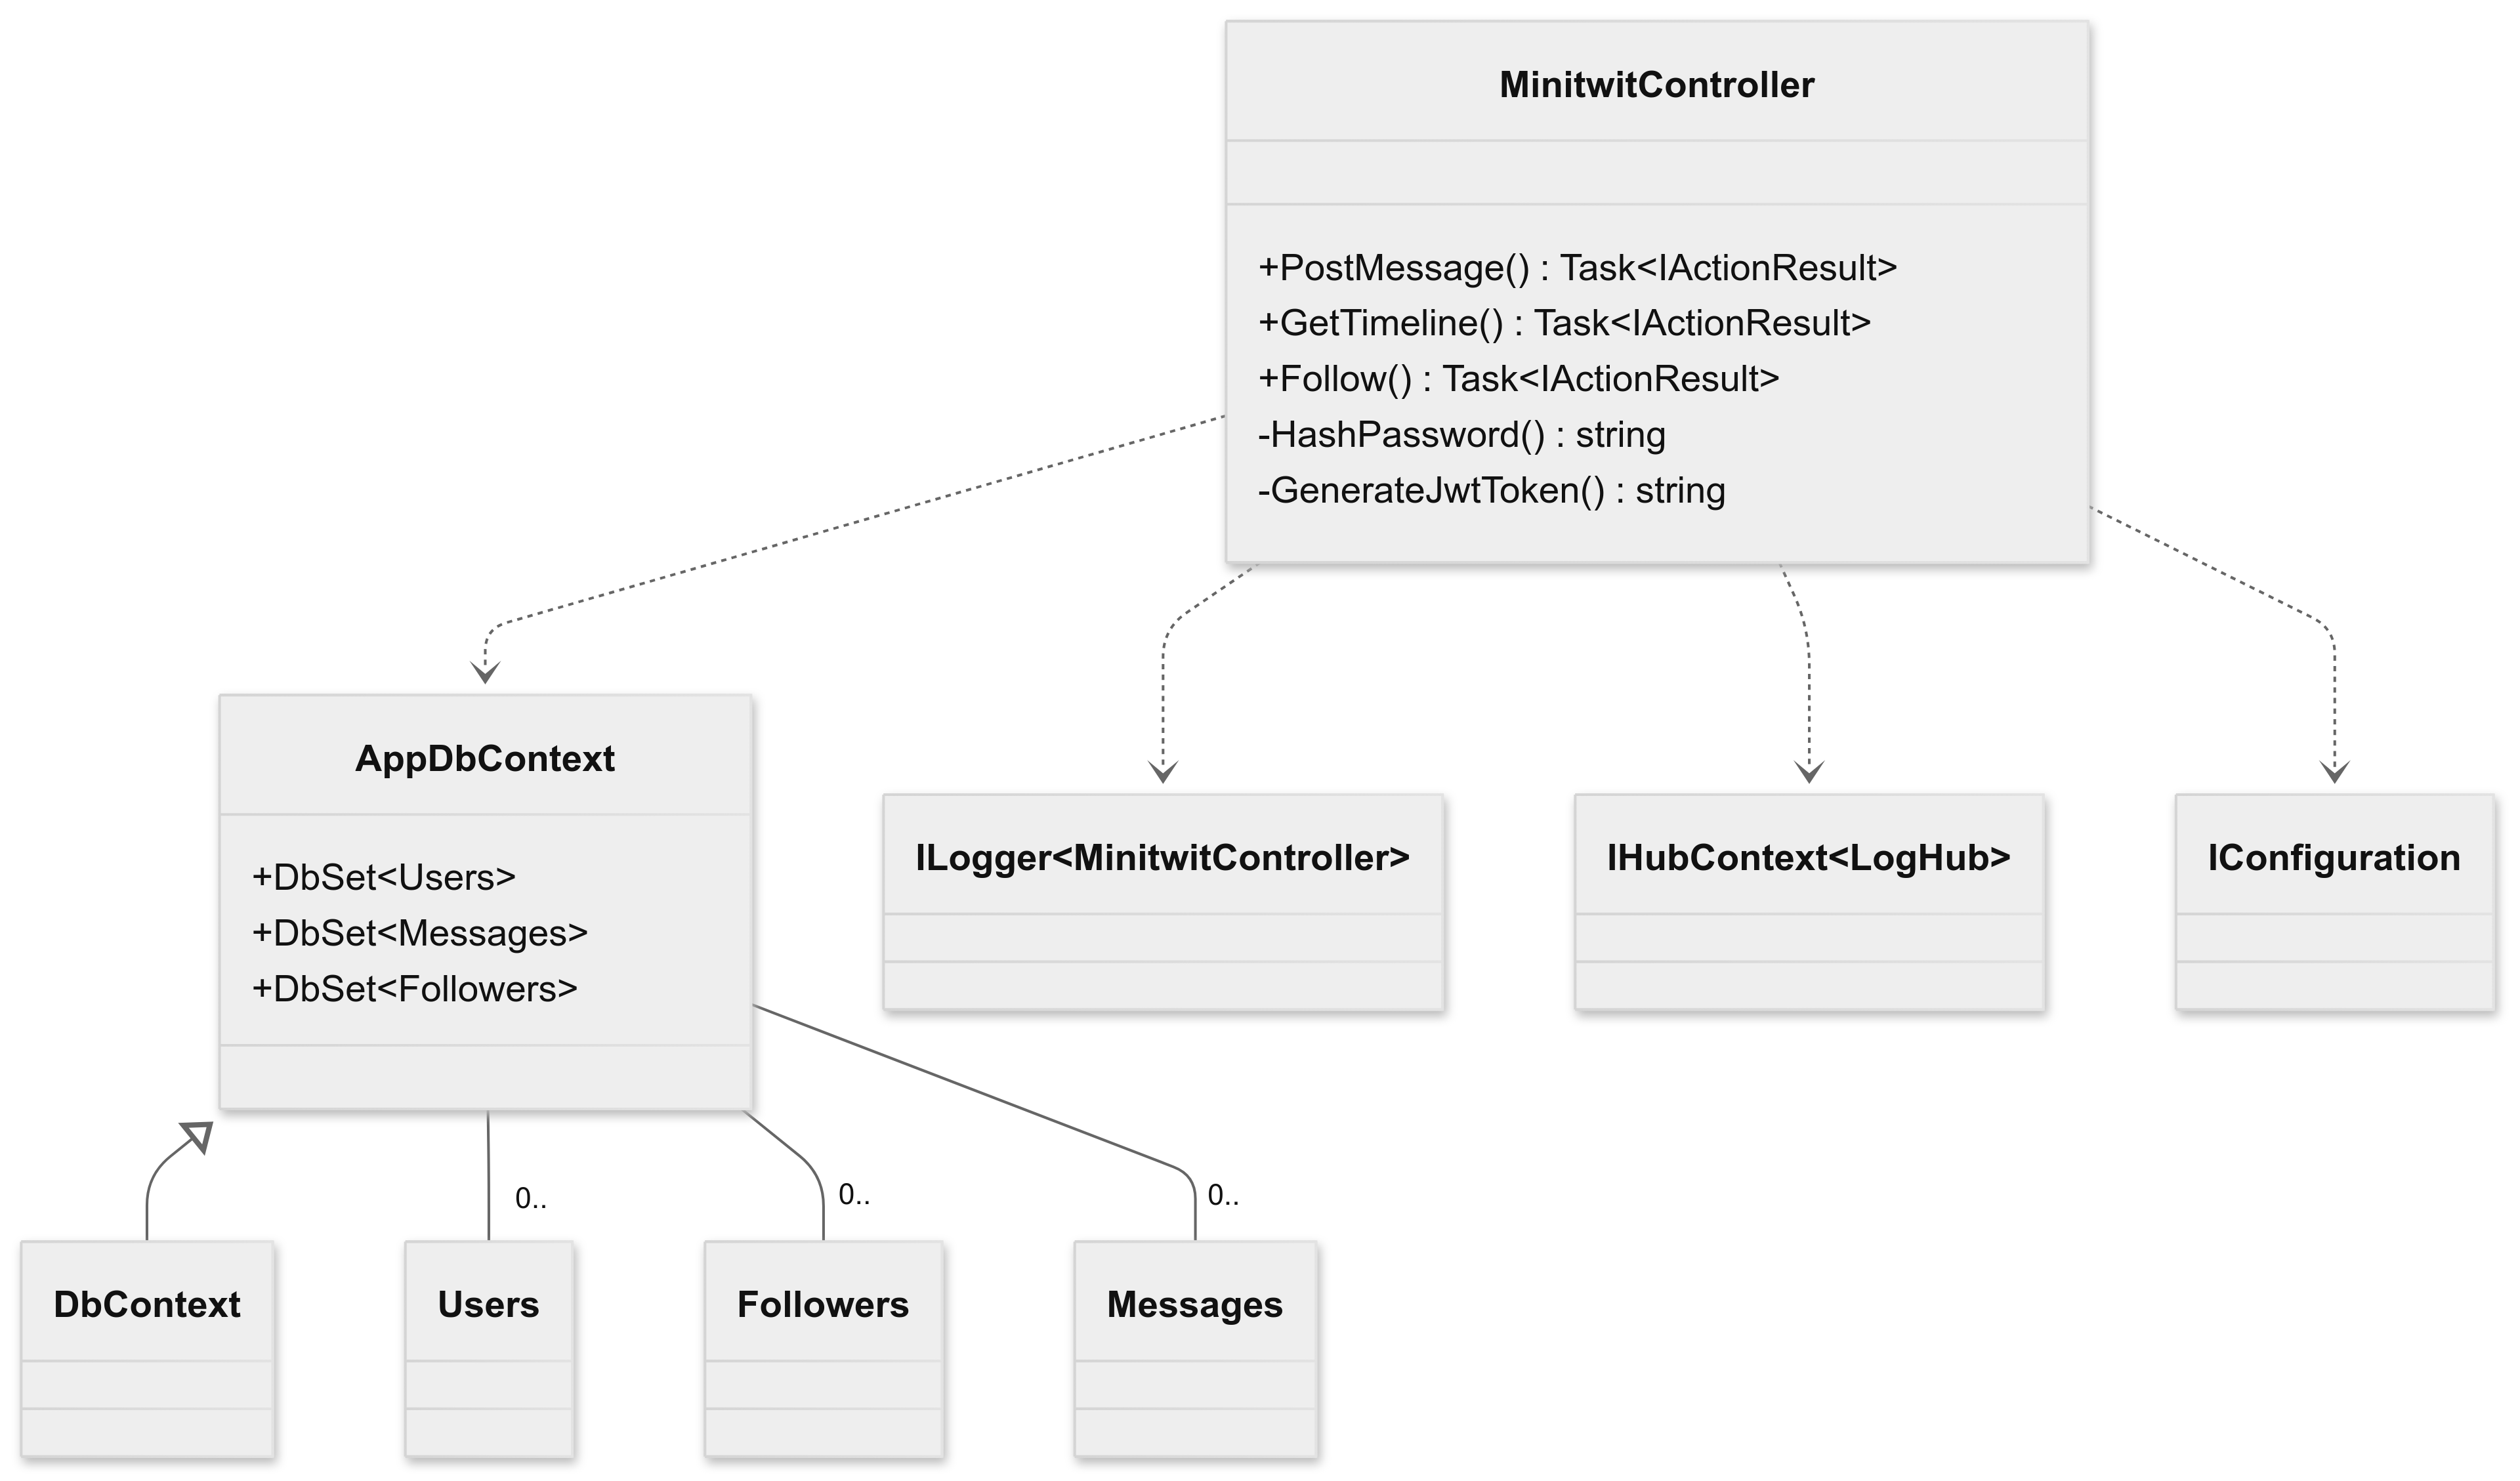 MinitwitController
+PostMessage() : Task<IActionResult>
+GetTimeline() : Task<IActionResult>
+Follow() : Task<IActionResult>
-HashPassword() : string
-GenerateJwtToken() : string
AppDbContext
+DbSet<Users>
+DbSet<Messages>
+DbSet<Followers>
ILogger<MinitwitController>
IHubContext<LogHub>
IConfiguration
0..
0..
0..
DbContext
Users
Followers
Messages